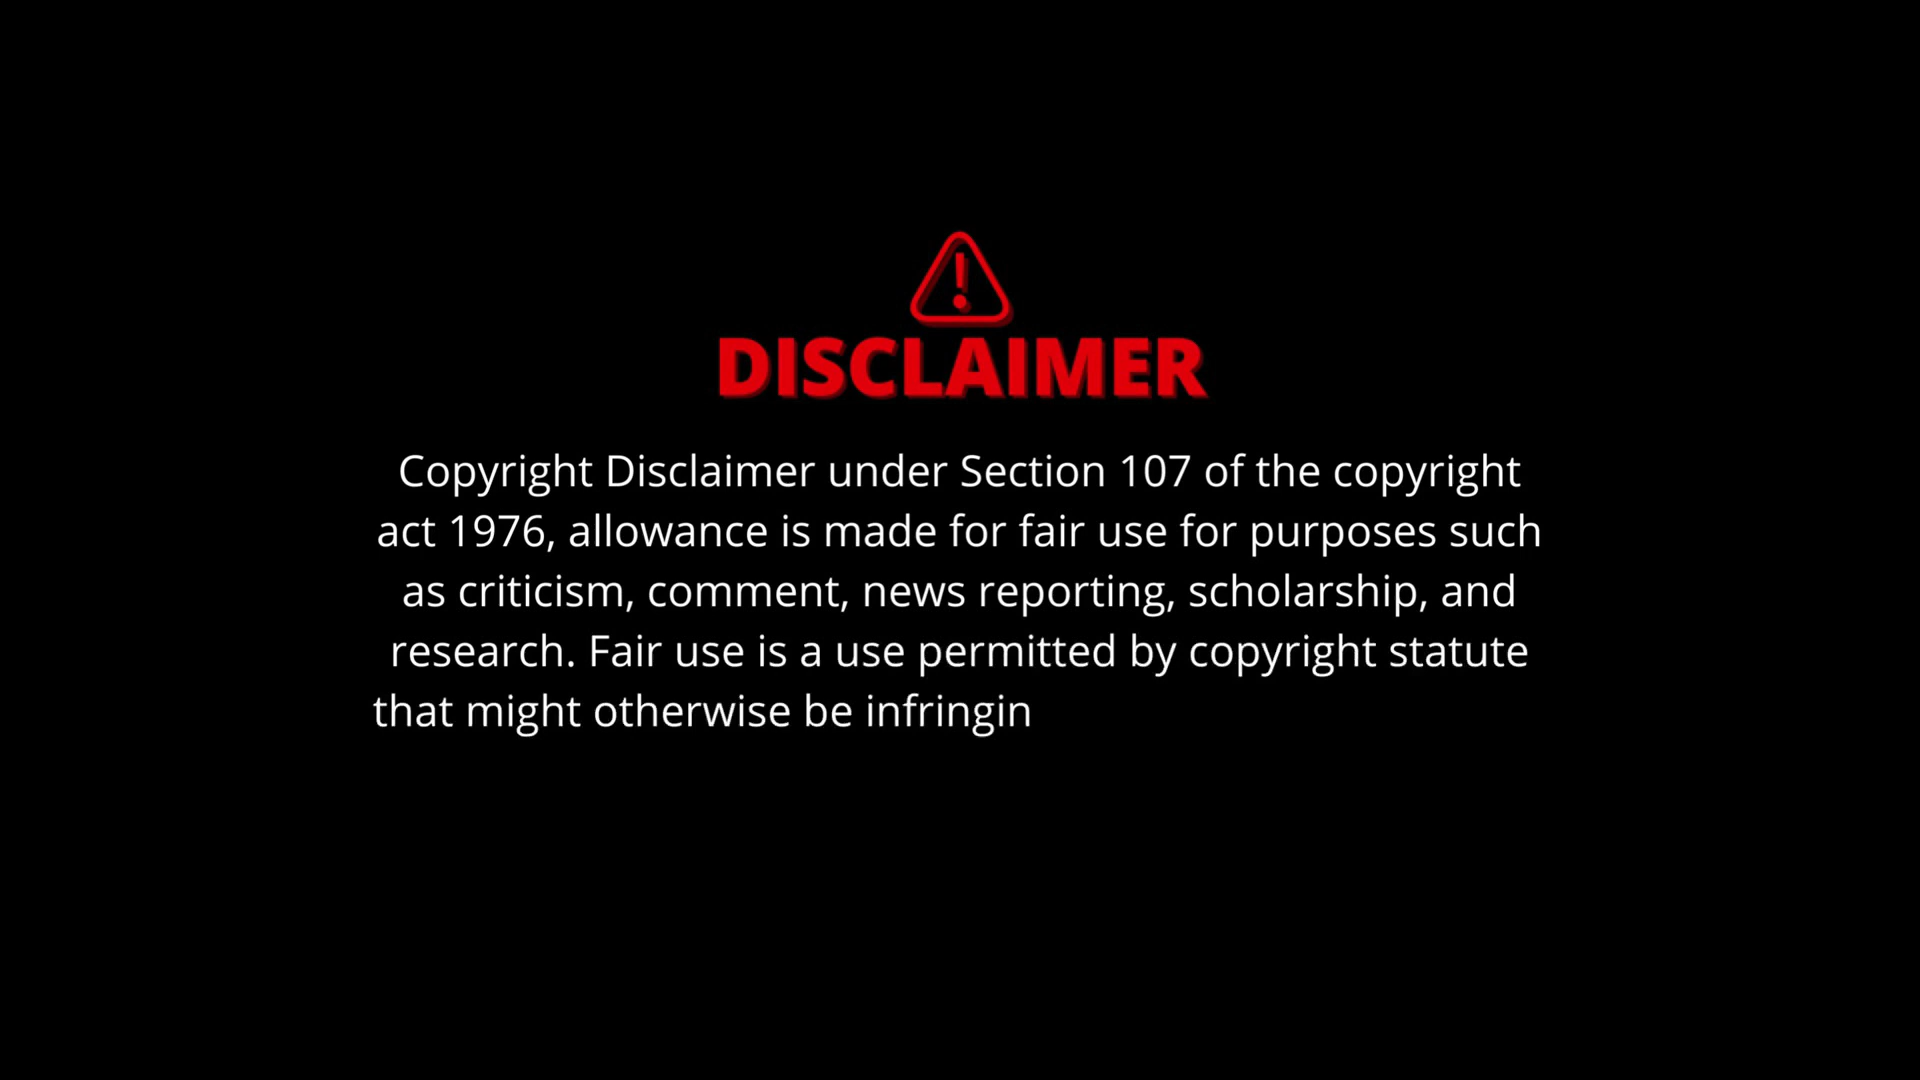 DISCLAIMER
Copyright Disclaimer under Section 107 of the copyright
act 1976, allowance is made for fair use for purposes such
as criticism, comment, news reporting, scholarship, and
research. Fair use is a use permitted by copyright statute
that might otherwise be infringin